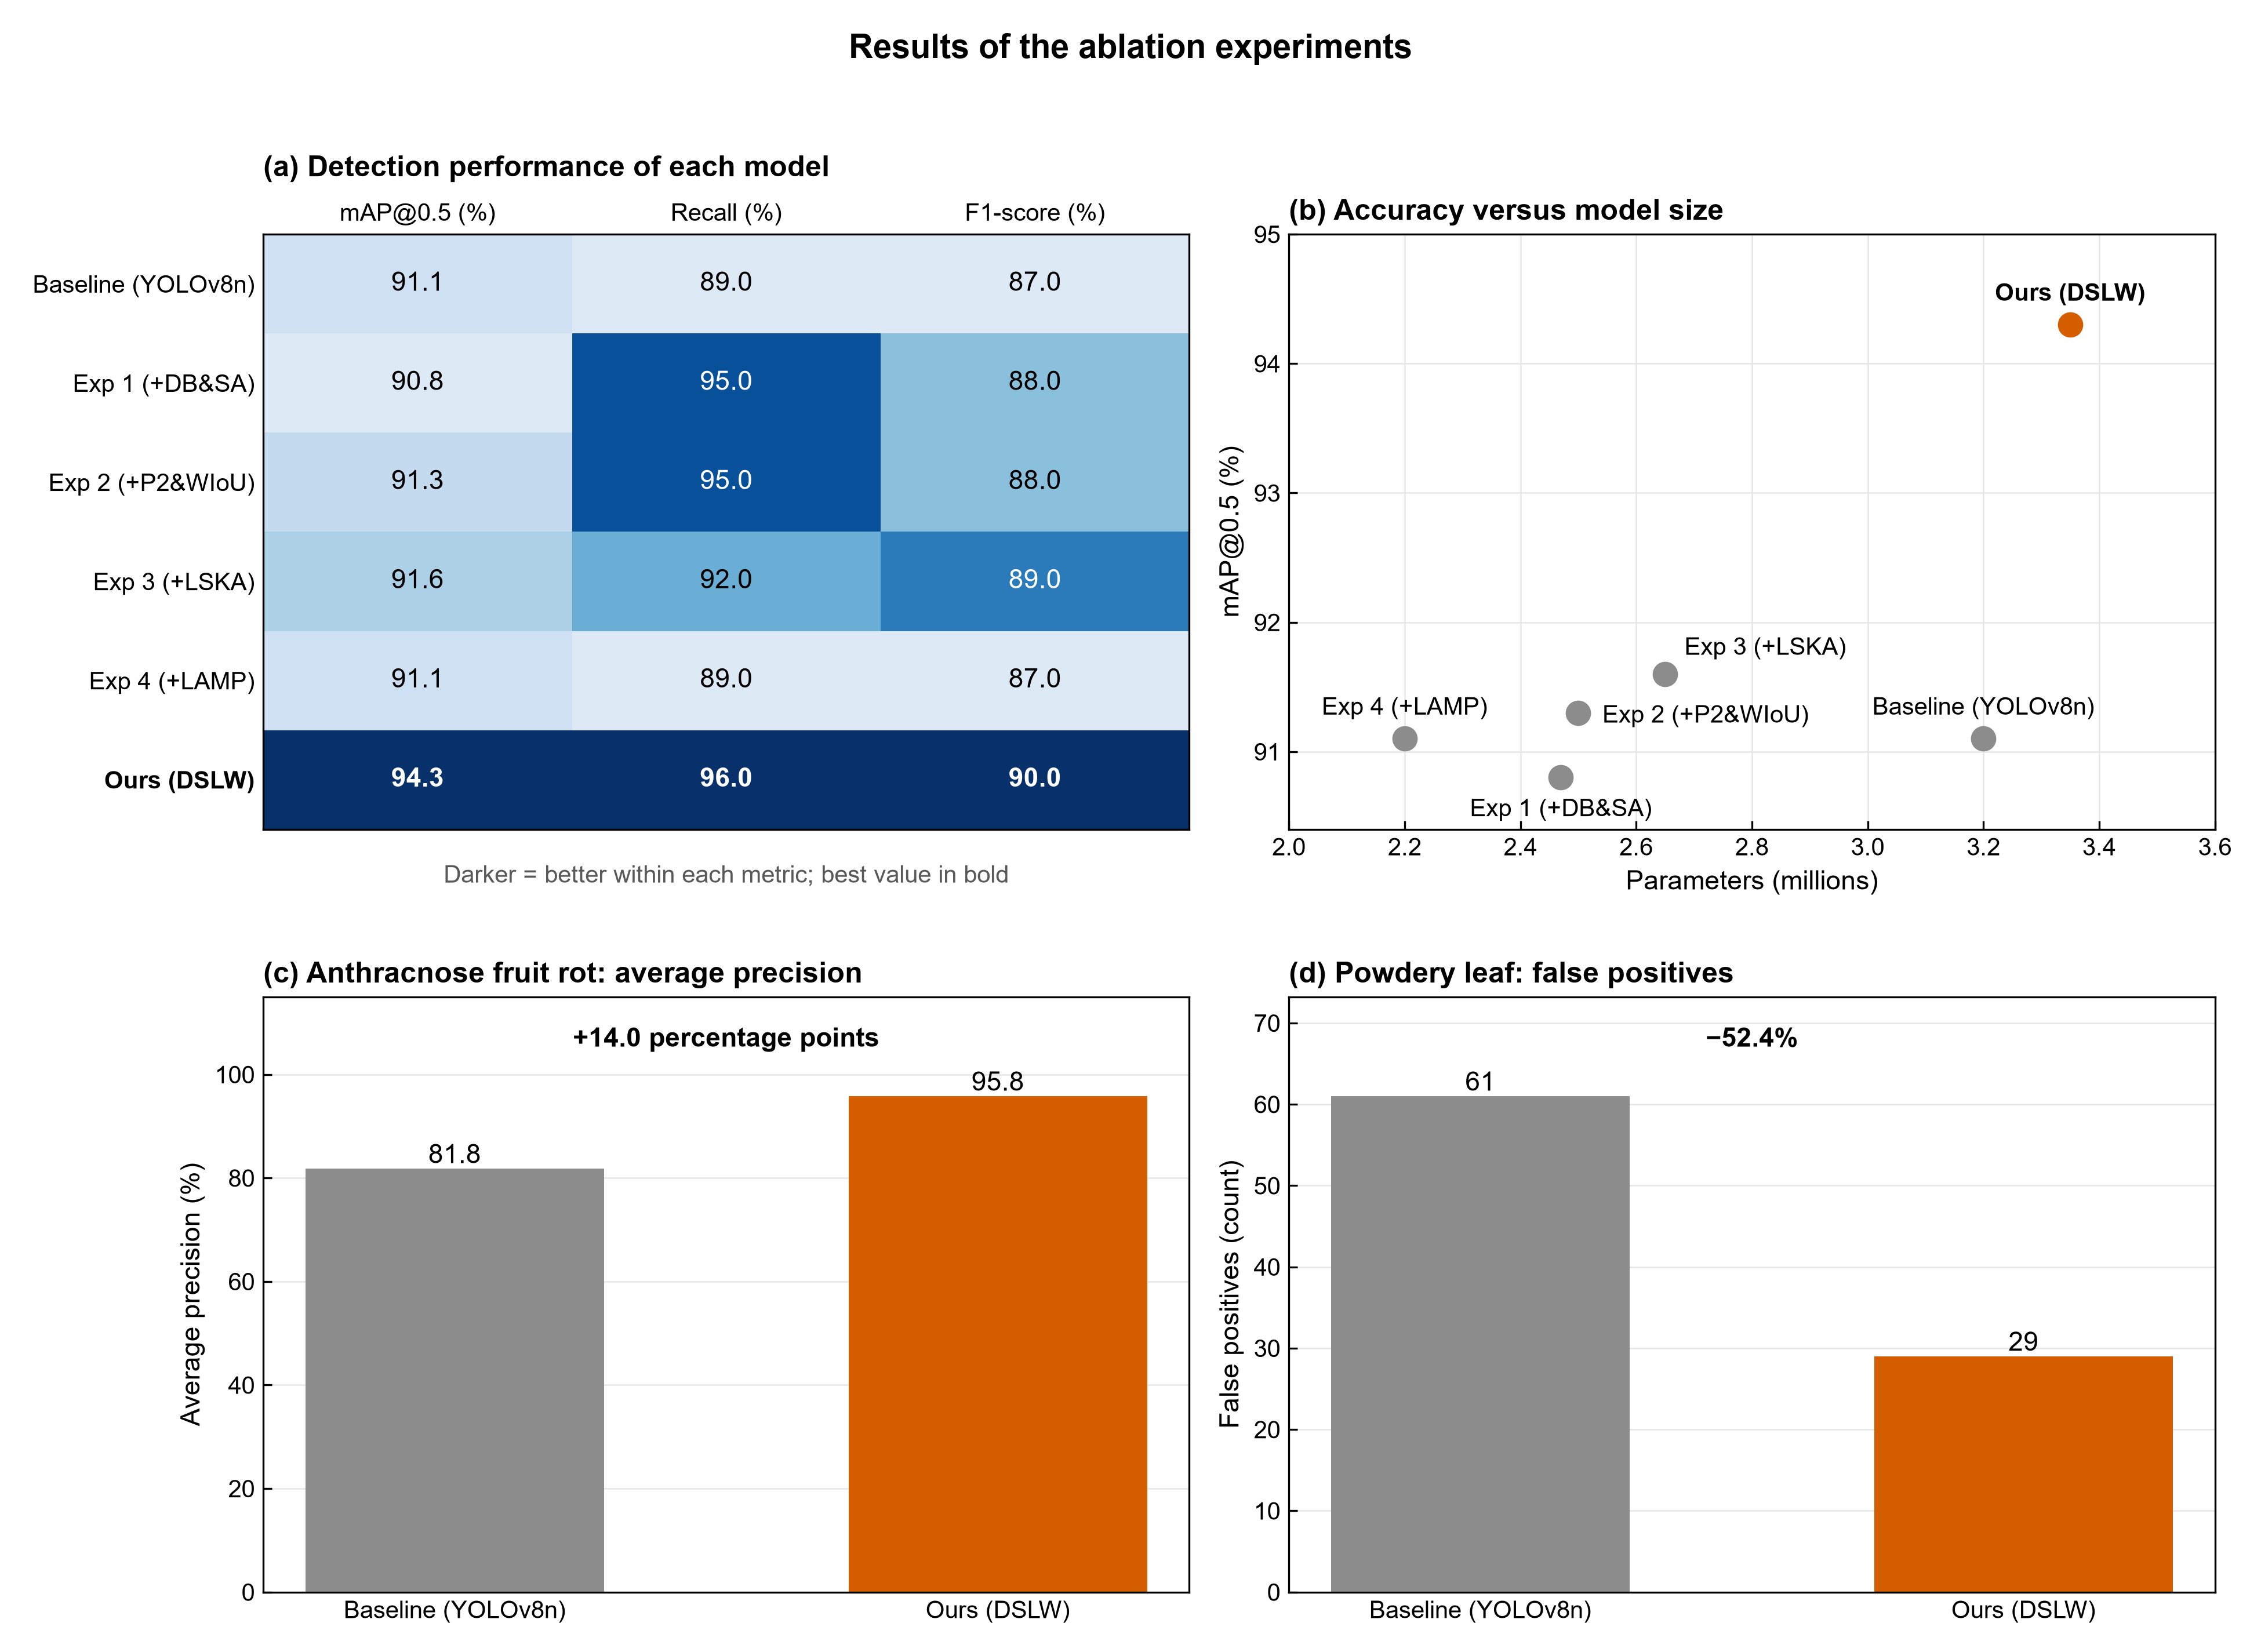 Results of the ablation experiments
(a) Detection performance of each model
mAP@0.5 (%) Recall (%) F1-score (%)
Baseline (YOLOv8n) 91.1 89.0 87.0
Exp 1 (+DB&SA) 90.8 95.0 88.0
Exp 2 (+P2&WIoU) 91.3 95.0 88.0
Exp 3 (+LSKA) 91.6 92.0 89.0
Exp 4 (+LAMP) 91.1 89.0 87.0
Ours (DSLW) 94.3 96.0 90.0
Darker = better within each metric; best value in bold
(b) Accuracy versus model size
mAP@0.5 (%)
95
94
93
92
91
Ours (DSLW)
Exp 3 (+LSKA)
Exp 4 (+LAMP)
Exp 2 (+P2&WIoU)
Baseline (YOLOv8n)
Exp 1 (+DB&SA)
2.0 2.2 2.4 2.6 2.8 3.0 3.2 3.4 3.6
Parameters (millions)
(c) Anthracnose fruit rot: average precision
+14.0 percentage points
Average precision (%)
100
80
60
40
20
0
81.8
95.8
Baseline (YOLOv8n) Ours (DSLW)
(d) Powdery leaf: false positives
−52.4%
False positives (count)
70
60
50
40
30
20
10
0
61
29
Baseline (YOLOv8n) Ours (DSLW)